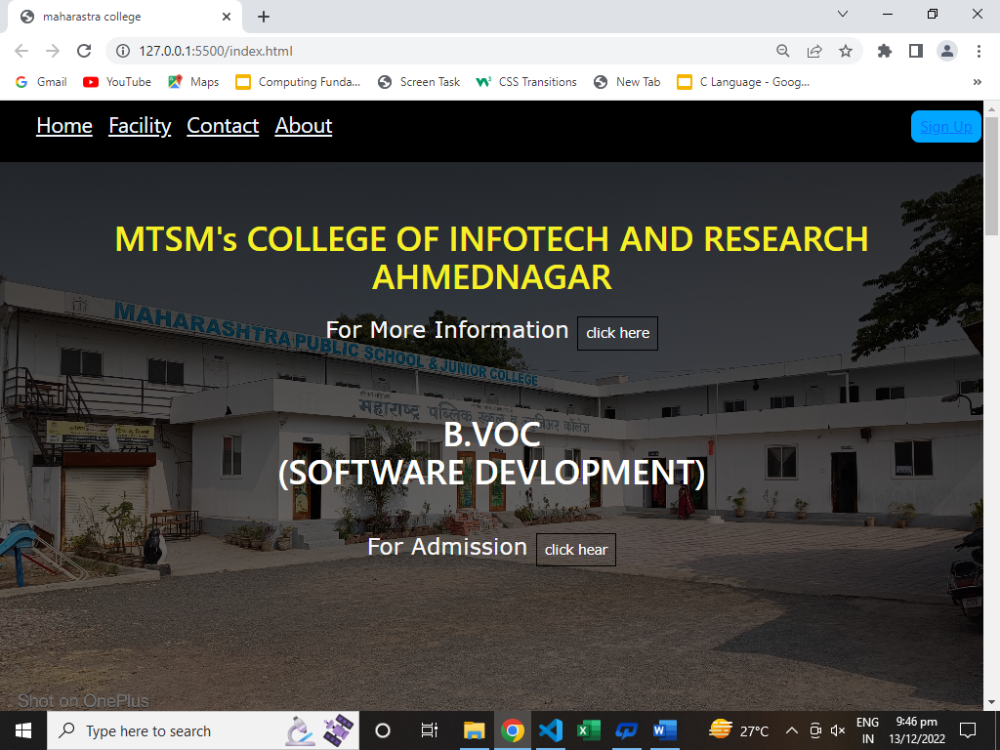 maharastra college
127.0.0.1:5500/index.html
Gmail YouTube Maps Computing Funda... Screen Task CSS Transitions New Tab C Language - Goog... »
Home Facility Contact About Sign Up
MTSM's COLLEGE OF INFOTECH AND RESEARCH
AHMEDNAGAR
For More Information click here
MAHARASHTRA PUBLIC SCHOOL & JUNIOR COLLEGE
महाराष्ट्र पब्लिक स्कूल व ज्युनिअर कॉलेज
B.VOC
(SOFTWARE DEVLOPMENT)
For Admission click hear
Shot on OnePlus
Type here to search
27°C
ENG
IN
9:46 pm
13/12/2022